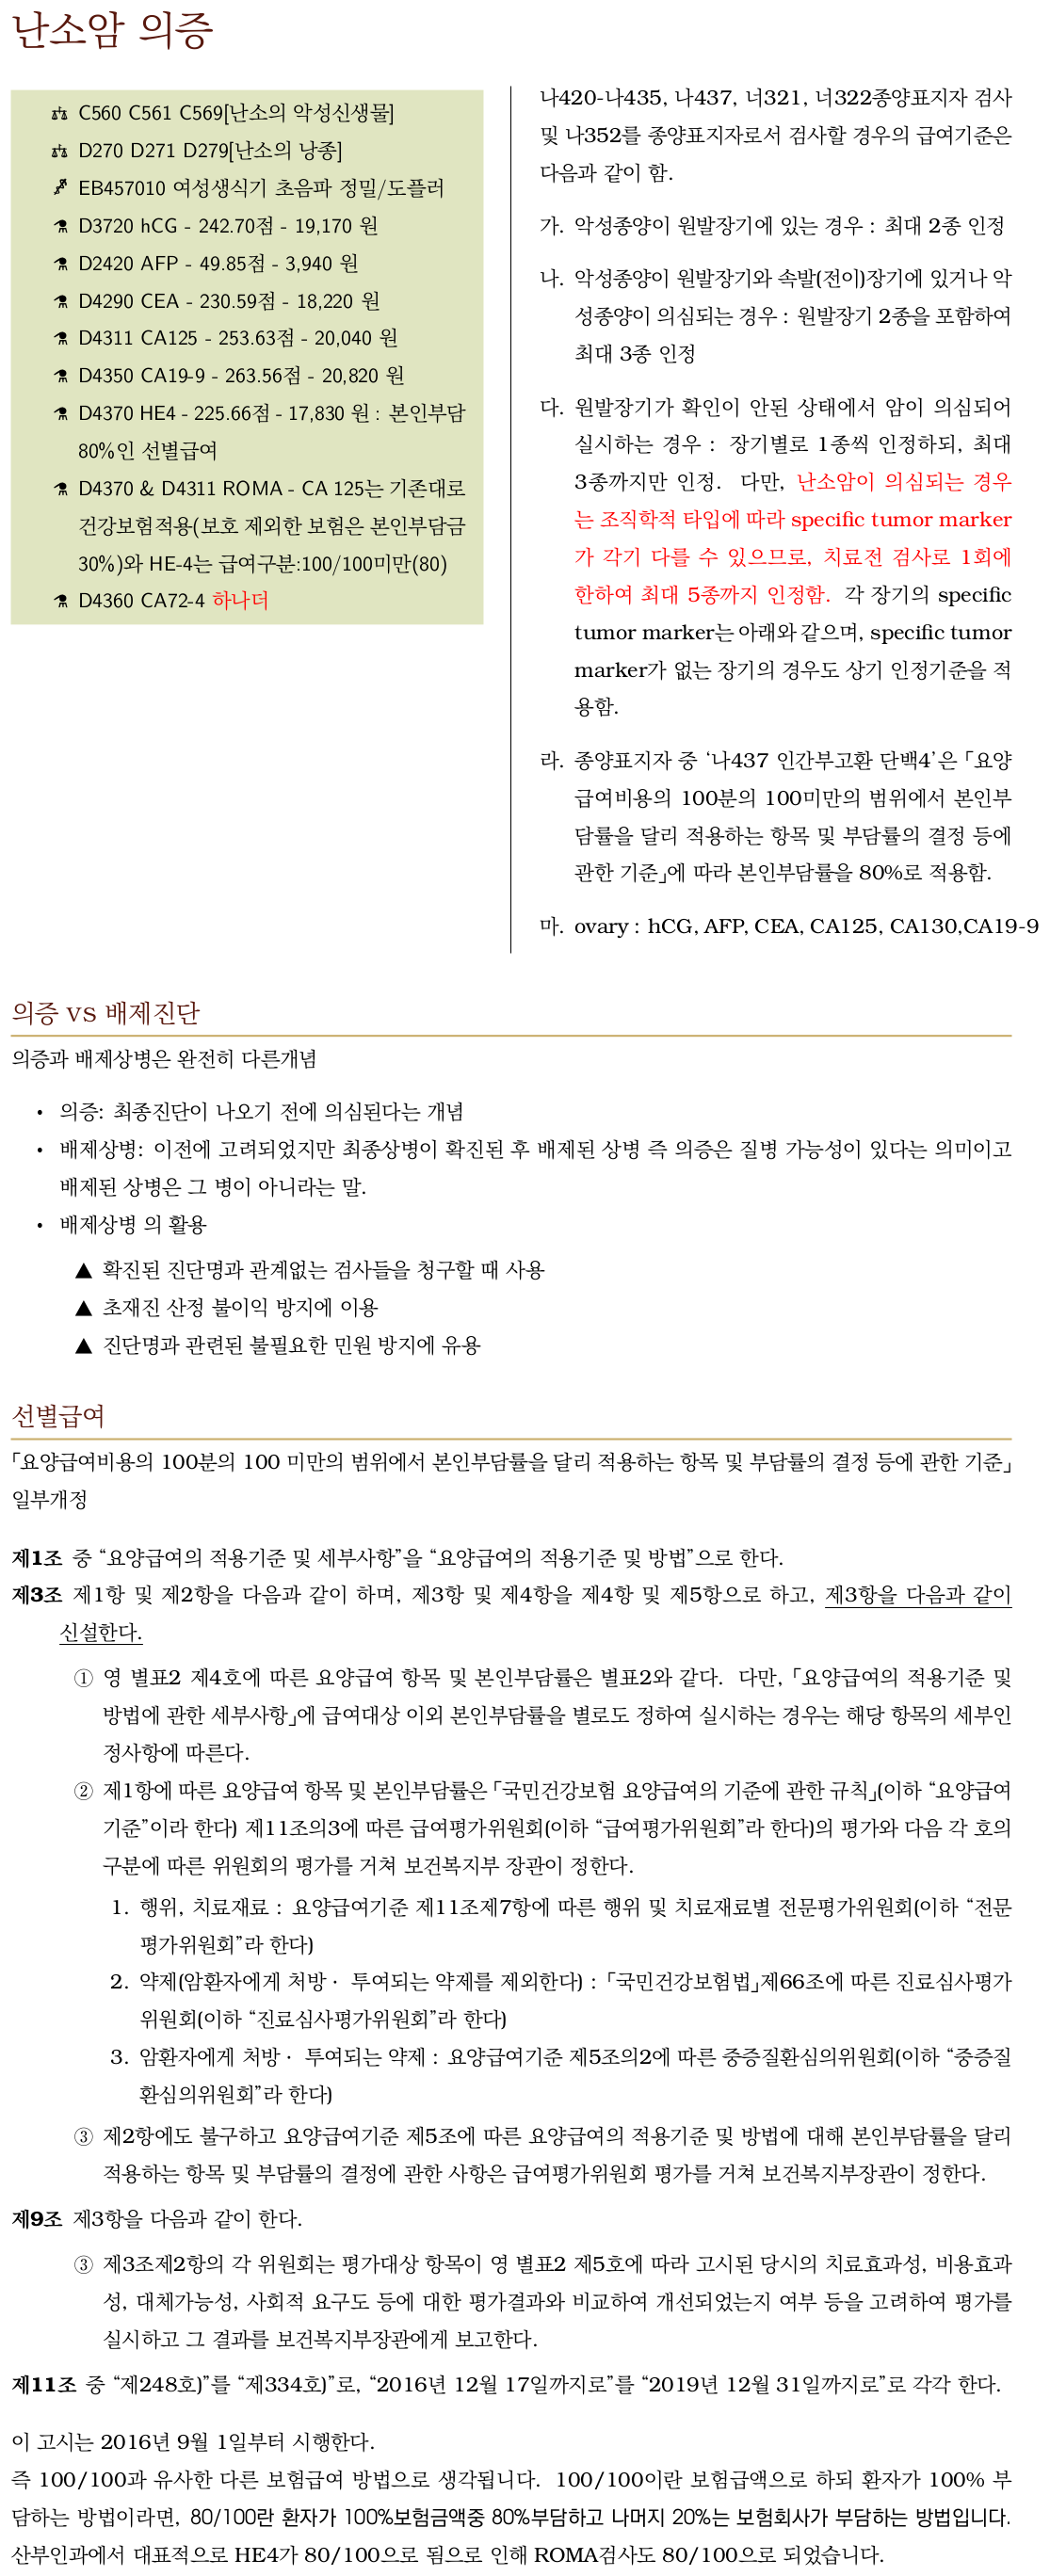 난소암 의증
C560 C561 C569[난소의 악성신생물]
D270 D271 D279[난소의 낭종]
EB457010 여성생식기 초음파 정밀/도플러
D3720 hCG - 242.70점 - 19,170 원
D2420 AFP - 49.85점 - 3,940 원
D4290 CEA - 230.59점 - 18,220 원
D4311 CA125 - 253.63점 - 20,040 원
D4350 CA19-9 - 263.56점 - 20,820 원
D4370 HE4 - 225.66점 - 17,830 원 : 본인부담
80%인 선별급여
D4370 & D4311 ROMA - CA 125는 기존대로
건강보험적용(보호 제외한 보험은 본인부담금
30%)와 HE-4는 급여구분:100/100미만(80)
D4360 CA72-4 하나더
나420-나435, 나437, 너321, 너322종양표지자 검사
및 나352를 종양표지자로서 검사할 경우의 급여기준은
다음과 같이 함.
가. 악성종양이 원발장기에 있는 경우 : 최대 2종 인정
나. 악성종양이 원발장기와 속발(전이)장기에 있거나 악
성종양이 의심되는 경우 : 원발장기 2종을 포함하여
최대 3종 인정
다. 원발장기가 확인이 안된 상태에서 암이 의심되어
실시하는 경우 : 장기별로 1종씩 인정하되, 최대
3종까지만 인정. 다만, 난소암이 의심되는 경우
는 조직학적 타입에 따라 specific tumor marker
가 각기 다를 수 있으므로, 치료전 검사로 1회에
한하여 최대 5종까지 인정함. 각 장기의 specific
tumor marker는 아래와 같으며, specific tumor
marker가 없는 장기의 경우도 상기 인정기준을 적
용함.
라. 종양표지자 중 ‘나437 인간부고환 단백4’은 ｢요양
급여비용의 100분의 100미만의 범위에서 본인부
담률을 달리 적용하는 항목 및 부담률의 결정 등에
관한 기준｣에 따라 본인부담률을 80%로 적용함.
마. ovary : hCG, AFP, CEA, CA125, CA130,CA19-9
의증 vs 배제진단
의증과 배제상병은 완전히 다른개념
• 의증: 최종진단이 나오기 전에 의심된다는 개념
• 배제상병: 이전에 고려되었지만 최종상병이 확진된 후 배제된 상병 즉 의증은 질병 가능성이 있다는 의미이고
배제된 상병은 그 병이 아니라는 말.
• 배제상병 의 활용
▲ 확진된 진단명과 관계없는 검사들을 청구할 때 사용
▲ 초재진 산정 불이익 방지에 이용
▲ 진단명과 관련된 불필요한 민원 방지에 유용
선별급여
｢요양급여비용의 100분의 100 미만의 범위에서 본인부담률을 달리 적용하는 항목 및 부담률의 결정 등에 관한 기준｣
일부개정
제1조 중 “요양급여의 적용기준 및 세부사항”을 “요양급여의 적용기준 및 방법”으로 한다.
제3조 제1항 및 제2항을 다음과 같이 하며, 제3항 및 제4항을 제4항 및 제5항으로 하고, 제3항을 다음과 같이
신설한다.
① 영 별표2 제4호에 따른 요양급여 항목 및 본인부담률은 별표2와 같다. 다만, ｢요양급여의 적용기준 및
방법에 관한 세부사항｣에 급여대상 이외 본인부담률을 별로도 정하여 실시하는 경우는 해당 항목의 세부인
정사항에 따른다.
② 제1항에 따른 요양급여 항목 및 본인부담률은 ｢국민건강보험 요양급여의 기준에 관한 규칙｣(이하 “요양급여
기준”이라 한다) 제11조의3에 따른 급여평가위원회(이하 “급여평가위원회”라 한다)의 평가와 다음 각 호의
구분에 따른 위원회의 평가를 거쳐 보건복지부 장관이 정한다.
1. 행위, 치료재료 : 요양급여기준 제11조제7항에 따른 행위 및 치료재료별 전문평가위원회(이하 “전문
평가위원회”라 한다)
2. 약제(암환자에게 처방 · 투여되는 약제를 제외한다) : ｢국민건강보험법｣제66조에 따른 진료심사평가
위원회(이하 “진료심사평가위원회”라 한다)
3. 암환자에게 처방 · 투여되는 약제 : 요양급여기준 제5조의2에 따른 중증질환심의위원회(이하 “중증질
환심의위원회”라 한다)
③ 제2항에도 불구하고 요양급여기준 제5조에 따른 요양급여의 적용기준 및 방법에 대해 본인부담률을 달리
적용하는 항목 및 부담률의 결정에 관한 사항은 급여평가위원회 평가를 거쳐 보건복지부장관이 정한다.
제9조 제3항을 다음과 같이 한다.
③ 제3조제2항의 각 위원회는 평가대상 항목이 영 별표2 제5호에 따라 고시된 당시의 치료효과성, 비용효과
성, 대체가능성, 사회적 요구도 등에 대한 평가결과와 비교하여 개선되었는지 여부 등을 고려하여 평가를
실시하고 그 결과를 보건복지부장관에게 보고한다.
제11조 중 “제248호)”를 “제334호)”로, “2016년 12월 17일까지로”를 “2019년 12월 31일까지로”로 각각 한다.
이 고시는 2016년 9월 1일부터 시행한다.
즉 100/100과 유사한 다른 보험급여 방법으로 생각됩니다. 100/100이란 보험급액으로 하되 환자가 100% 부
담하는 방법이라면, 80/100란 환자가 100%보험금액중 80%부담하고 나머지 20%는 보험회사가 부담하는 방법입니다.
산부인과에서 대표적으로 HE4가 80/100으로 됨으로 인해 ROMA검사도 80/100으로 되었습니다.